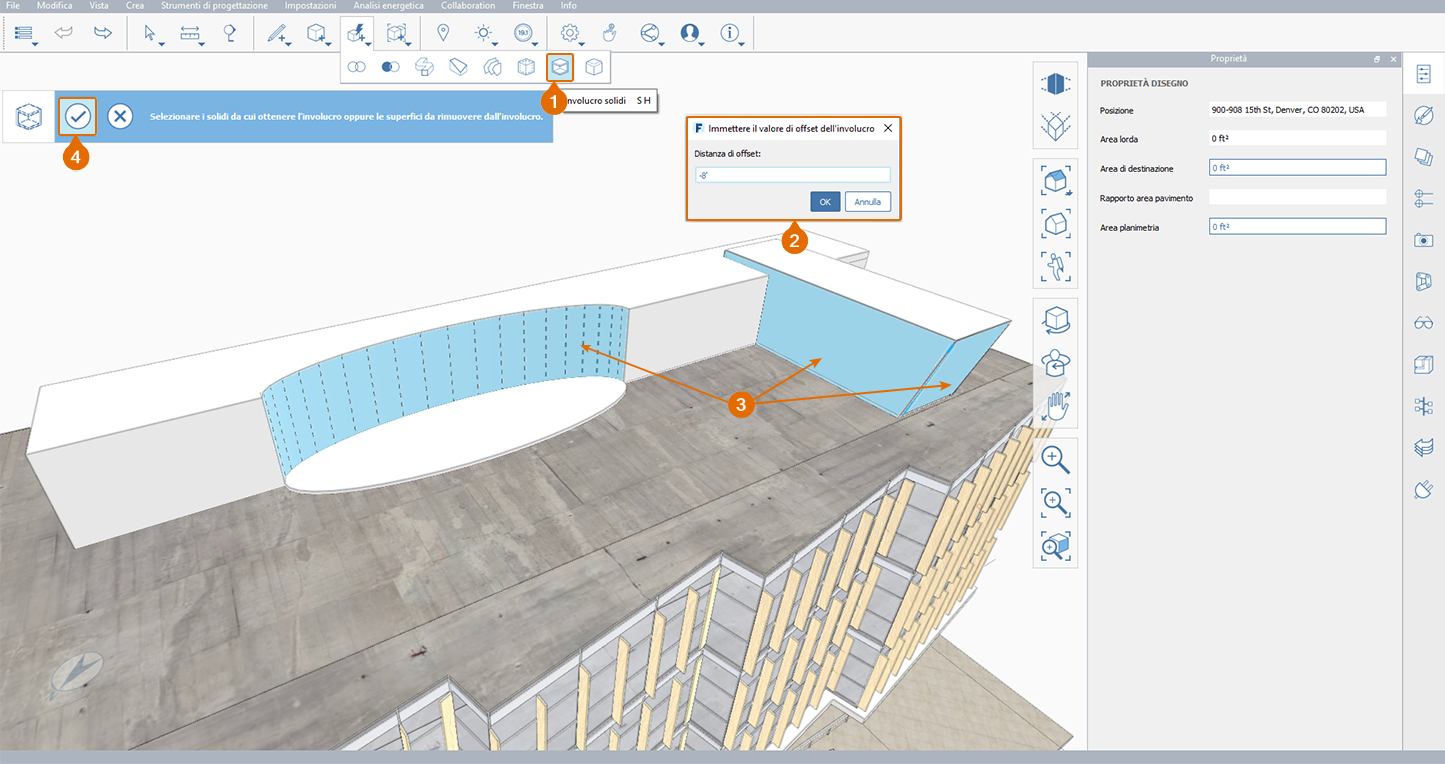 File Modifica Vista Crea Strumenti di progettazione Impostazioni Analisi energetica Collaboration Finestra Info
19.1
1
nvolucro solidi S H
Selezionare i solidi da cui ottenere l'involucro oppure le superfici da rimuovere dall'involucro.
4
F Immettere il valore di offset dell'involucro
Distanza di offset:
-8'
OK Annulla
2
3
Proprietà
PROPRIETÀ DISEGNO
Posizione 900-908 15th St, Denver, CO 80202, USA
Area lorda 0 ft²
Area di destinazione 0 ft²
Rapporto area pavimento
Area planimetria 0 ft²